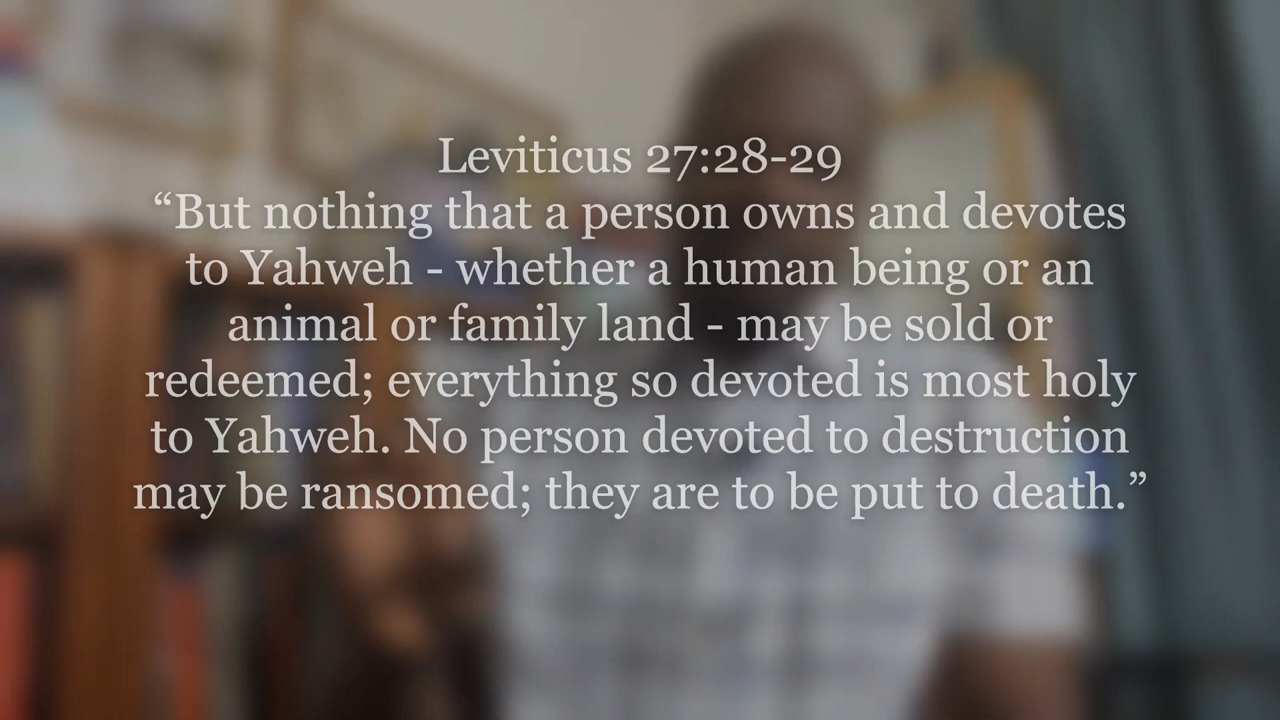 Leviticus 27:28-29
“But nothing that a person owns and devotes
to Yahweh - whether a human being or an
animal or family land - may be sold or
redeemed; everything so devoted is most holy
to Yahweh. No person devoted to destruction
may be ransomed; they are to be put to death.”